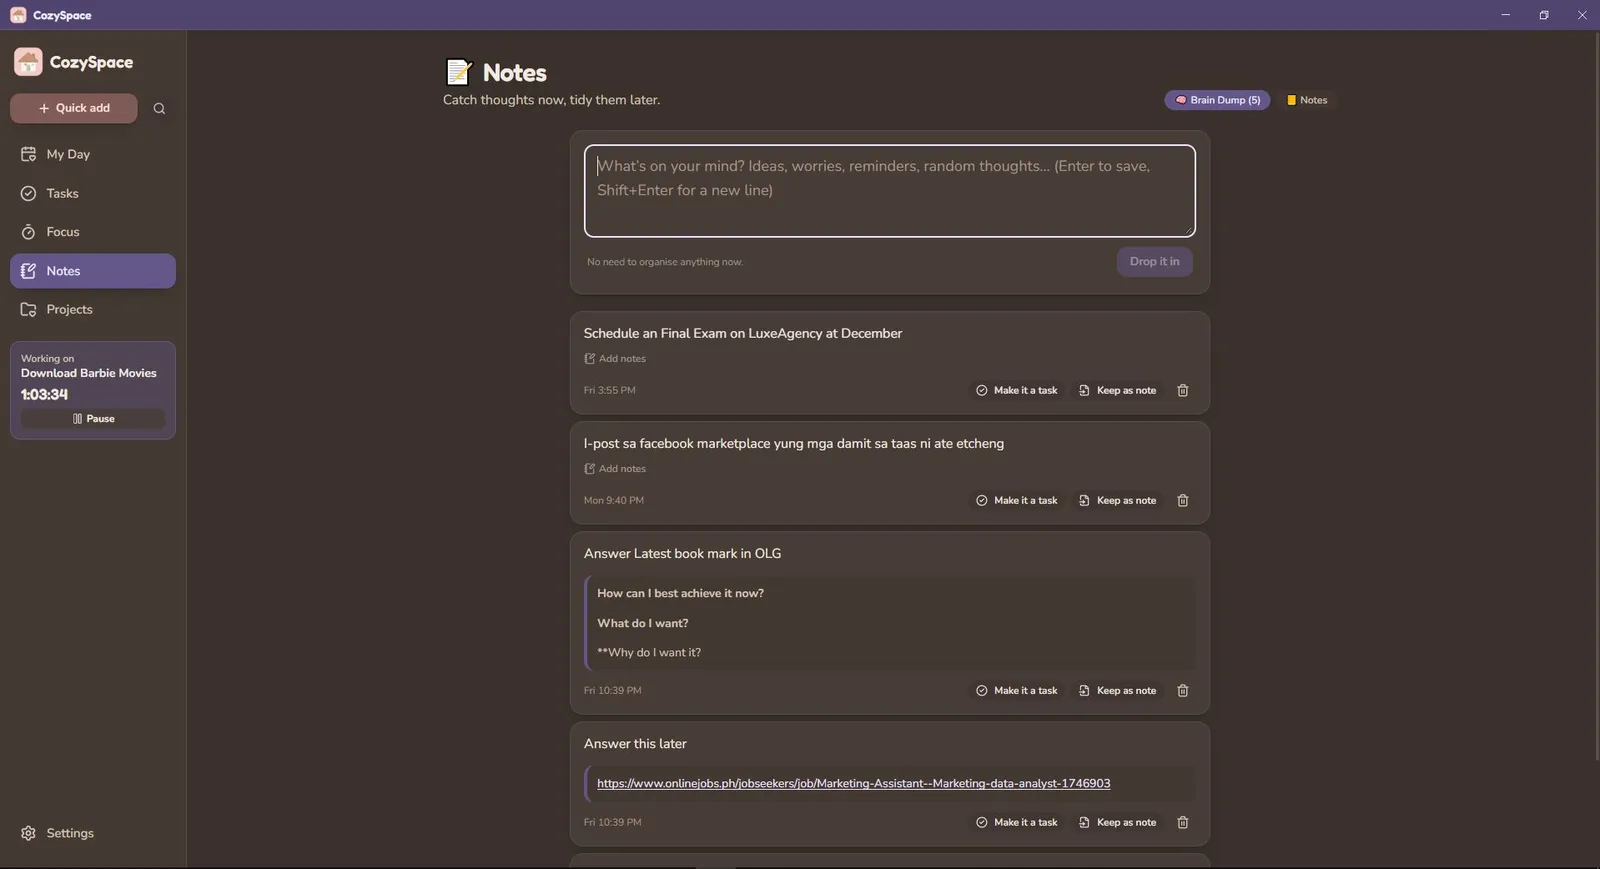 CozySpace
CozySpace
+ Quick add
My Day
Tasks
Focus
Notes
Projects
Working on
Download Barbie Movies
1:03:34
Pause
Settings
Notes
Catch thoughts now, tidy them later.
Brain Dump (5)
Notes
What's on your mind? Ideas, worries, reminders, random thoughts... (Enter to save,
Shift+Enter for a new line)
No need to organise anything now.
Drop it in
Schedule an Final Exam on LuxeAgency at December
Add notes
Fri 3:55 PM
Make it a task
Keep as note
I-post sa facebook marketplace yung mga damit sa taas ni ate etcheng
Add notes
Mon 9:40 PM
Make it a task
Keep as note
Answer Latest book mark in OLG
How can I best achieve it now?
What do I want?
**Why do I want it?
Fri 10:39 PM
Make it a task
Keep as note
Answer this later
https://www.onlinejobs.ph/jobseekers/job/Marketing-Assistant--Marketing-data-analyst-1746903
Fri 10:39 PM
Make it a task
Keep as note